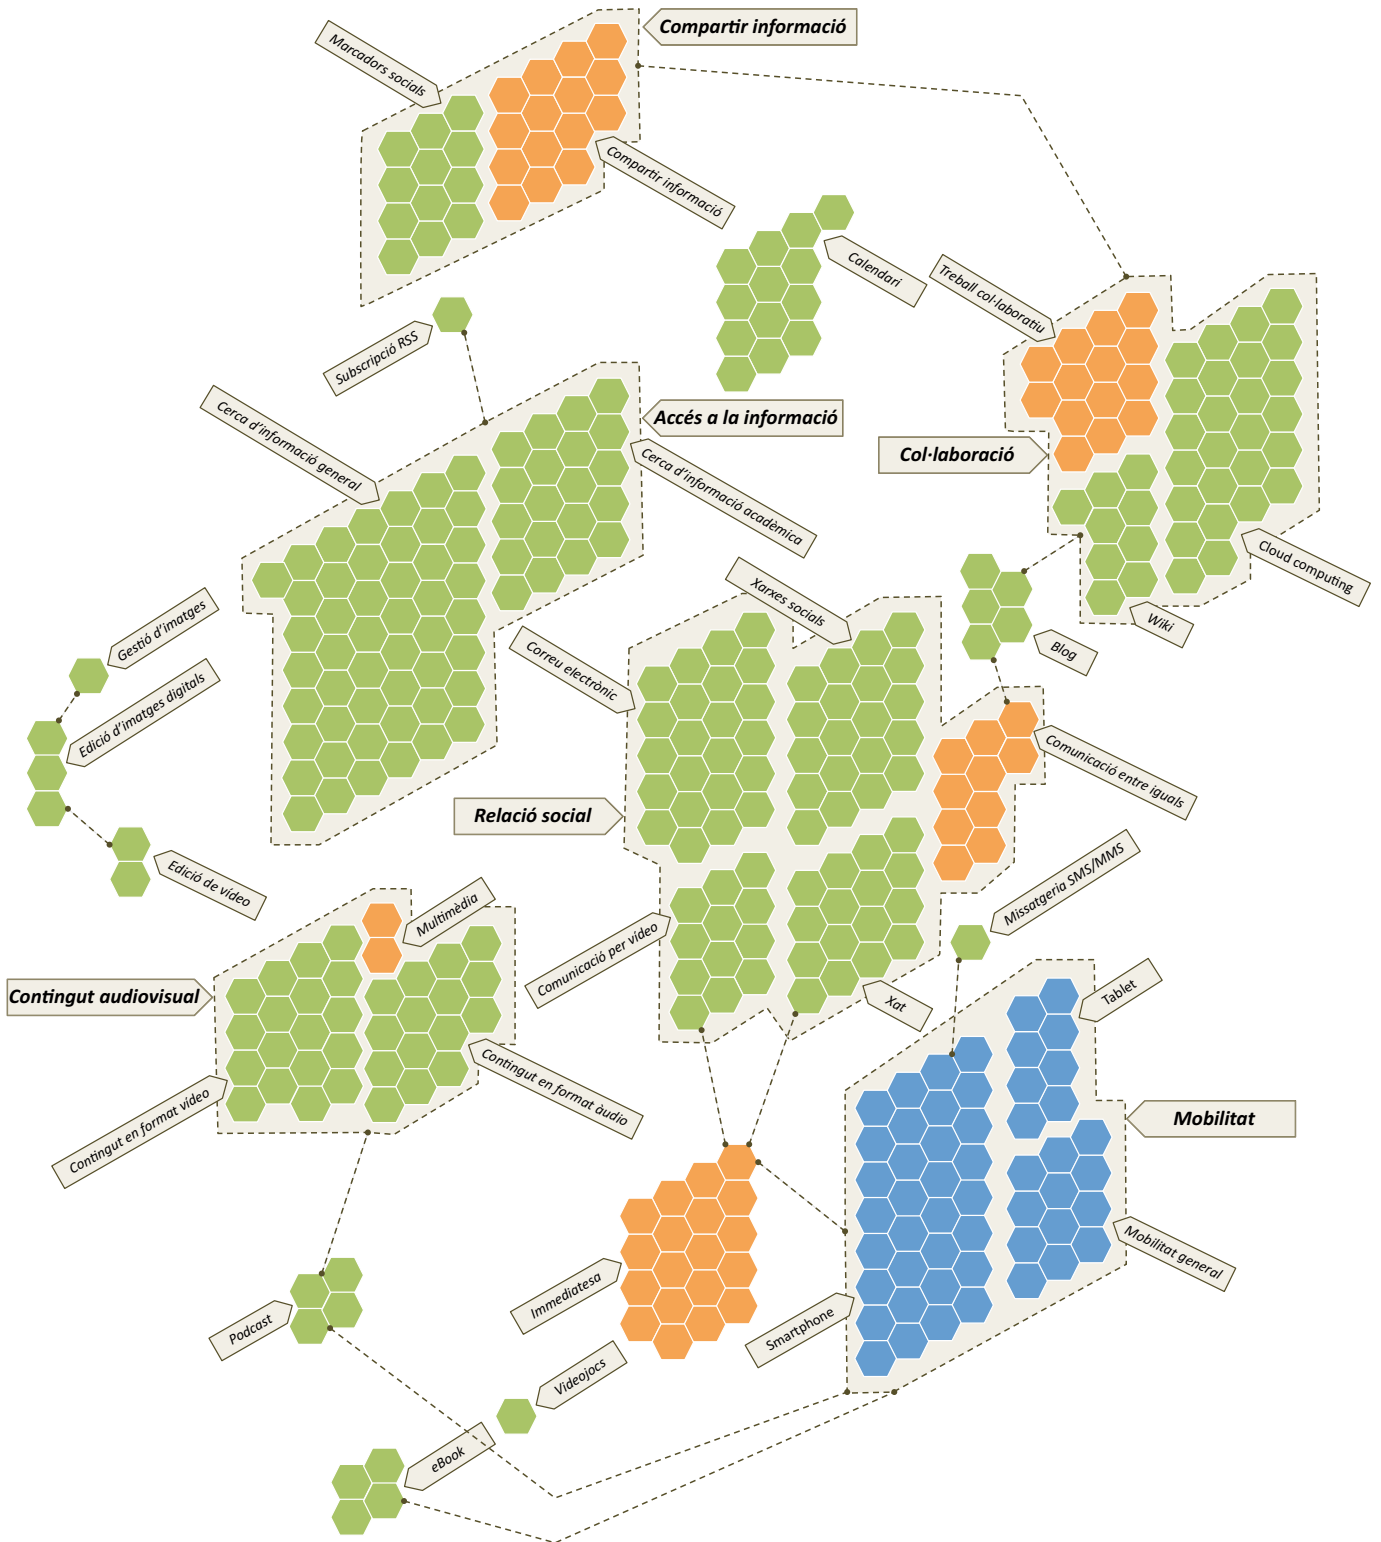 Compartir informació
Marcadors socials
Compartir informació
Calendari
Treball col·laboratiu
Subscripció RSS
Cerca d'informació general
Accés a la informació
Col·laboració
Cerca d'informació acadèmica
Cloud computing
Xarxes socials
Gestió d'imatges
Wiki
Blog
Correu electrònic
Edició d'imatges digitals
Comunicació entre iguals
Relació social
Edició de vídeo
Missatgeria SMS/MMS
Multimèdia
Comunicació per vídeo
Contingut audiovisual
Tablet
Xat
Contingut en format àudio
Contingut en format vídeo
Mobilitat
Mobilitat general
Immediatesa
Podcast
Smartphone
Videojocs
eBook